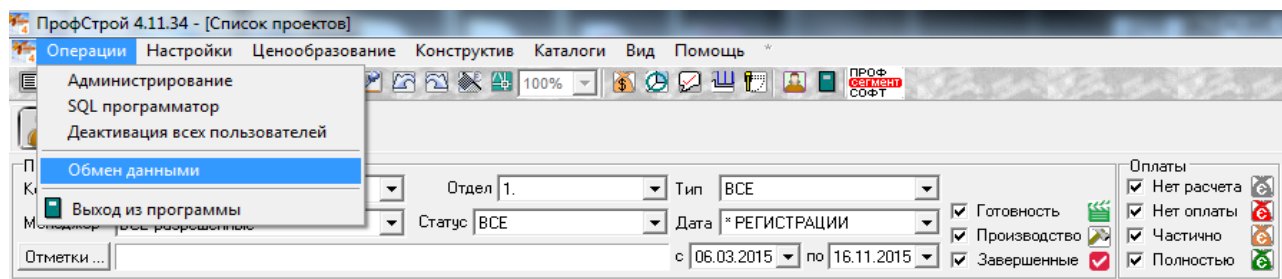 ПрофСтрой 4.11.34 - [Список проектов]
Операции Настройки Ценообразование Конструктив Каталоги Вид Помощь *
Администрирование
100%
ПРОФ
сегмент
СОФТ
SQL программатор
Деактивация всех пользователей
Обмен данными
Выход из программы
Оплаты
Отдел 1. Тип ВСЕ Нет расчета
Статус ВСЕ Дата * РЕГИСТРАЦИИ Готовность Нет оплаты
Производство Частично
Отметки ... с 06.03.2015 по 16.11.2015 Завершенные Полностью